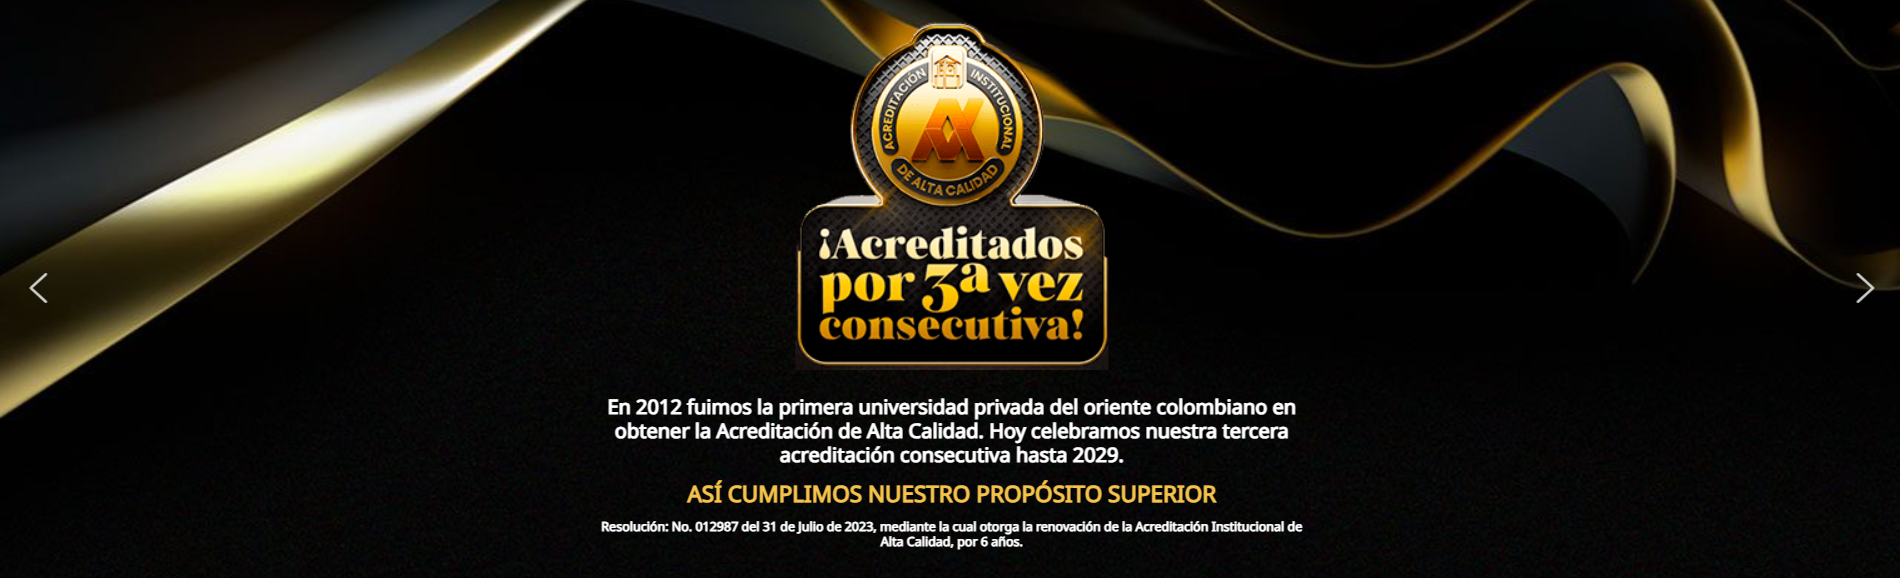 ACREDITACIÓN INSTITUCIONAL
DE ALTA CALIDAD
¡Acreditados
por 3ª vez
consecutiva!
En 2012 fuimos la primera universidad privada del oriente colombiano en
obtener la Acreditación de Alta Calidad. Hoy celebramos nuestra tercera
acreditación consecutiva hasta 2029.
ASÍ CUMPLIMOS NUESTRO PROPÓSITO SUPERIOR
Resolución: No. 012987 del 31 de Julio de 2023, mediante la cual otorga la renovación de la Acreditación Institucional de
Alta Calidad, por 6 años.